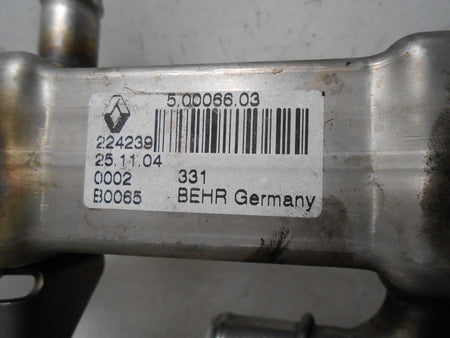 5.00066.03
224239
25.11.04
0002 331
B0065 BEHR Germany